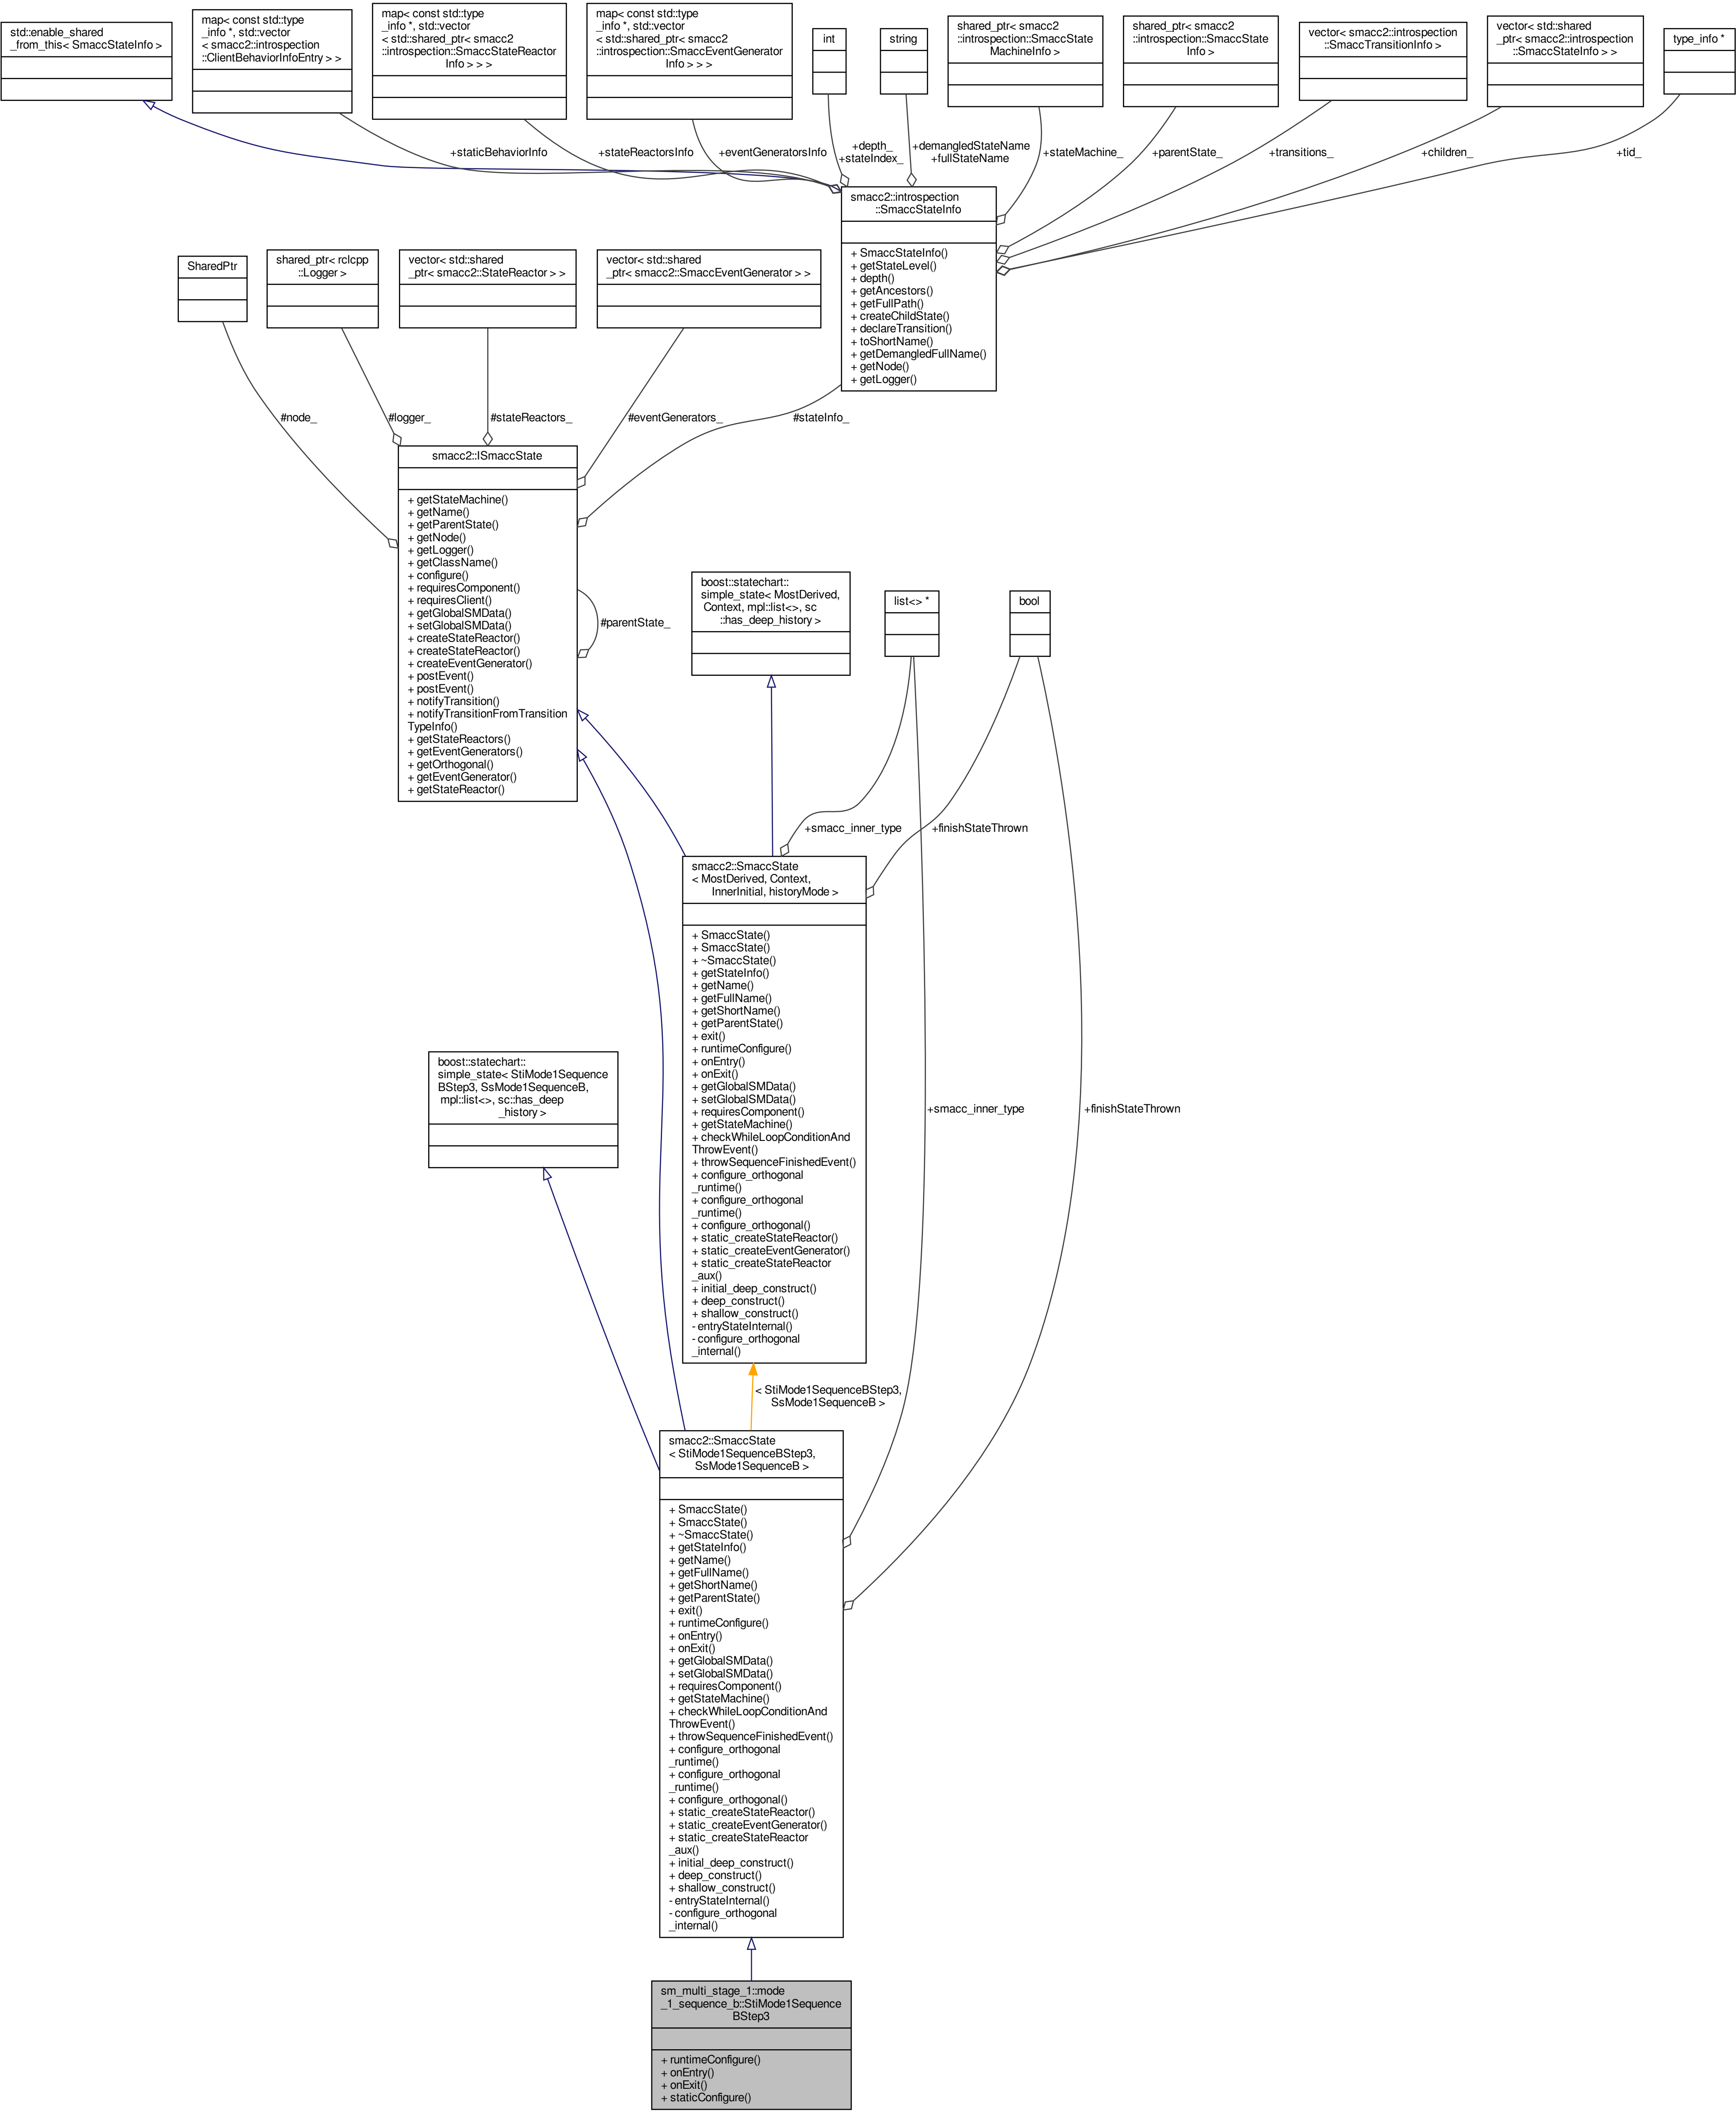 std::enable_shared
_from_this< SmaccStateInfo >
map< const std::type
_info *, std::vector
< smacc2::introspection
::ClientBehaviorInfoEntry > >
map< const std::type
_info *, std::vector
< std::shared_ptr< smacc2
::introspection::SmaccStateReactor
Info > > >
map< const std::type
_info *, std::vector
< std::shared_ptr< smacc2
::introspection::SmaccEventGenerator
Info > > >
int
string
shared_ptr< smacc2
::introspection::SmaccState
MachineInfo >
shared_ptr< smacc2
::introspection::SmaccState
Info >
vector< smacc2::introspection
::SmaccTransitionInfo >
vector< std::shared
_ptr< smacc2::introspection
::SmaccStateInfo > >
type_info *
+staticBehaviorInfo
+stateReactorsInfo
+eventGeneratorsInfo
+depth_
+stateIndex_
+demangledStateName
+fullStateName
+stateMachine_
+parentState_
+transitions_
+children_
+tid_
smacc2::introspection
::SmaccStateInfo
+ SmaccStateInfo()
+ getStateLevel()
+ depth()
+ getAncestors()
+ getFullPath()
+ createChildState()
+ declareTransition()
+ toShortName()
+ getDemangledFullName()
+ getNode()
+ getLogger()
SharedPtr
shared_ptr< rclcpp
::Logger >
vector< std::shared
_ptr< smacc2::StateReactor > >
vector< std::shared
_ptr< smacc2::SmaccEventGenerator > >
#node_
#logger_
#stateReactors_
#eventGenerators_
#stateInfo_
smacc2::ISmaccState
+ getStateMachine()
+ getName()
+ getParentState()
+ getNode()
+ getLogger()
+ getClassName()
+ configure()
+ requiresComponent()
+ requiresClient()
+ getGlobalSMData()
+ setGlobalSMData()
+ createStateReactor()
+ createStateReactor()
+ createEventGenerator()
+ postEvent()
+ postEvent()
+ notifyTransition()
+ notifyTransitionFromTransition
TypeInfo()
+ getStateReactors()
+ getEventGenerators()
+ getOrthogonal()
+ getEventGenerator()
+ getStateReactor()
#parentState_
boost::statechart::
simple_state< MostDerived,
Context, mpl::list<>, sc
::has_deep_history >
list<> *
bool
+smacc_inner_type
+finishStateThrown
smacc2::SmaccState
< MostDerived, Context,
InnerInitial, historyMode >
+ SmaccState()
+ SmaccState()
+ ~SmaccState()
+ getStateInfo()
+ getName()
+ getFullName()
+ getShortName()
+ getParentState()
+ exit()
+ runtimeConfigure()
+ onEntry()
+ onExit()
+ getGlobalSMData()
+ setGlobalSMData()
+ requiresComponent()
+ getStateMachine()
+ checkWhileLoopConditionAnd
ThrowEvent()
+ throwSequenceFinishedEvent()
+ configure_orthogonal
_runtime()
+ configure_orthogonal
_runtime()
+ configure_orthogonal()
+ static_createStateReactor()
+ static_createEventGenerator()
+ static_createStateReactor
_aux()
+ initial_deep_construct()
+ deep_construct()
+ shallow_construct()
- entryStateInternal()
- configure_orthogonal
_internal()
boost::statechart::
simple_state< StiMode1Sequence
BStep3, SsMode1SequenceB,
mpl::list<>, sc::has_deep
_history >
+smacc_inner_type
+finishStateThrown
< StiMode1SequenceBStep3,
SsMode1SequenceB >
smacc2::SmaccState
< StiMode1SequenceBStep3,
SsMode1SequenceB >
+ SmaccState()
+ SmaccState()
+ ~SmaccState()
+ getStateInfo()
+ getName()
+ getFullName()
+ getShortName()
+ getParentState()
+ exit()
+ runtimeConfigure()
+ onEntry()
+ onExit()
+ getGlobalSMData()
+ setGlobalSMData()
+ requiresComponent()
+ getStateMachine()
+ checkWhileLoopConditionAnd
ThrowEvent()
+ throwSequenceFinishedEvent()
+ configure_orthogonal
_runtime()
+ configure_orthogonal
_runtime()
+ configure_orthogonal()
+ static_createStateReactor()
+ static_createEventGenerator()
+ static_createStateReactor
_aux()
+ initial_deep_construct()
+ deep_construct()
+ shallow_construct()
- entryStateInternal()
- configure_orthogonal
_internal()
sm_multi_stage_1::mode
_1_sequence_b::StiMode1Sequence
BStep3
+ runtimeConfigure()
+ onEntry()
+ onExit()
+ staticConfigure()